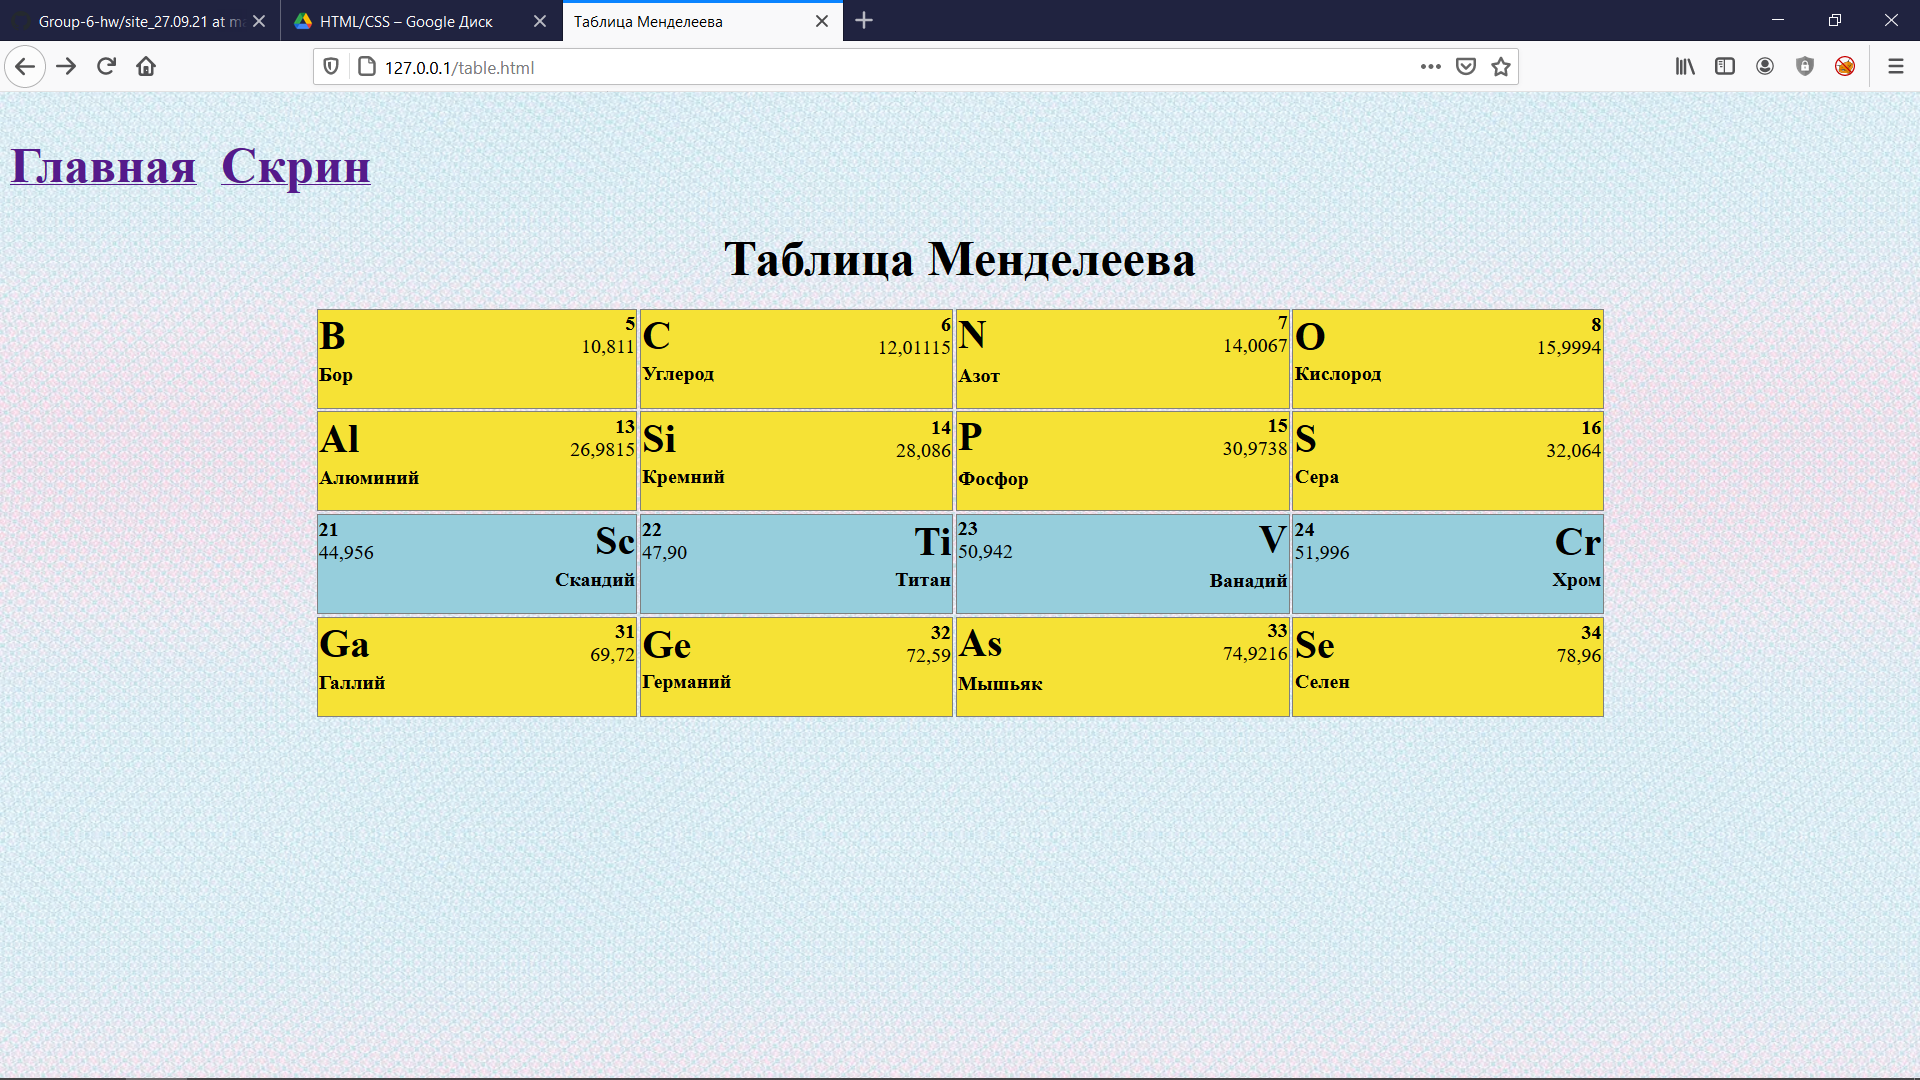 Group-6-hw/site_27.09.21 at ma
HTML/CSS – Google Диск
Таблица Менделеева
127.0.0.1/table.html
Главная Скрин
Таблица Менделеева
B 5
10,811
Бор
C 6
12,01115
Углерод
N 7
14,0067
Азот
O 8
15,9994
Кислород
Al 13
26,9815
Алюминий
Si 14
28,086
Кремний
P 15
30,9738
Фосфор
S 16
32,064
Сера
21 Sc
44,956
Скандий
22 Ti
47,90
Титан
23 V
50,942
Ванадий
24 Cr
51,996
Хром
Ga 31
69,72
Галлий
Ge 32
72,59
Германий
As 33
74,9216
Мышьяк
Se 34
78,96
Селен